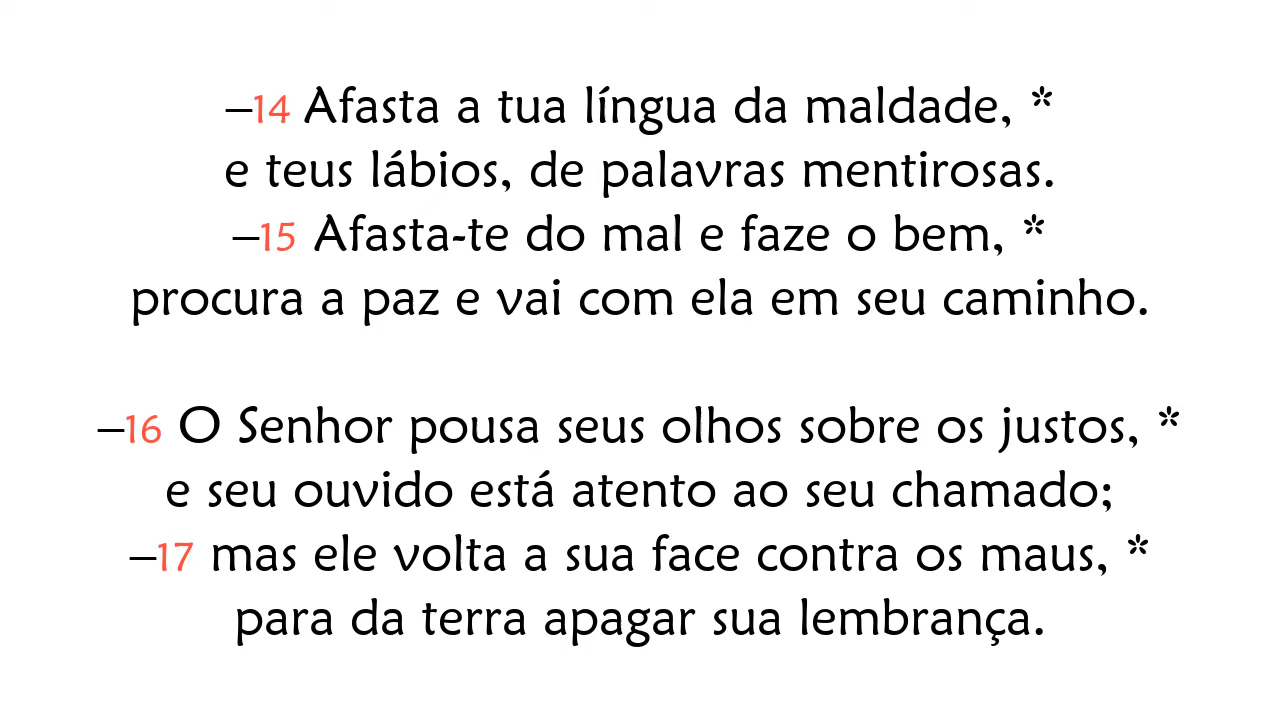 –14 Afasta a tua língua da maldade, *
e teus lábios, de palavras mentirosas.
–15 Afasta-te do mal e faze o bem, *
procura a paz e vai com ela em seu caminho.
–16 O Senhor pousa seus olhos sobre os justos, *
e seu ouvido está atento ao seu chamado;
–17 mas ele volta a sua face contra os maus, *
para da terra apagar sua lembrança.